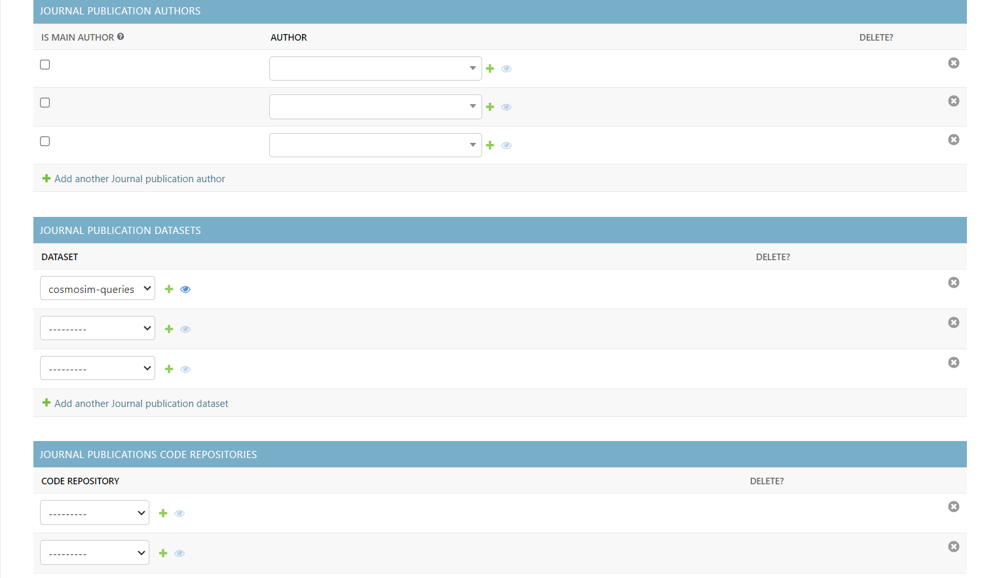 JOURNAL PUBLICATION AUTHORS
IS MAIN AUTHOR ? AUTHOR DELETE?
Add another Journal publication author
JOURNAL PUBLICATION DATASETS
DATASET DELETE?
cosmosim-queries
---------
---------
Add another Journal publication dataset
JOURNAL PUBLICATIONS CODE REPOSITORIES
CODE REPOSITORY DELETE?
---------
---------